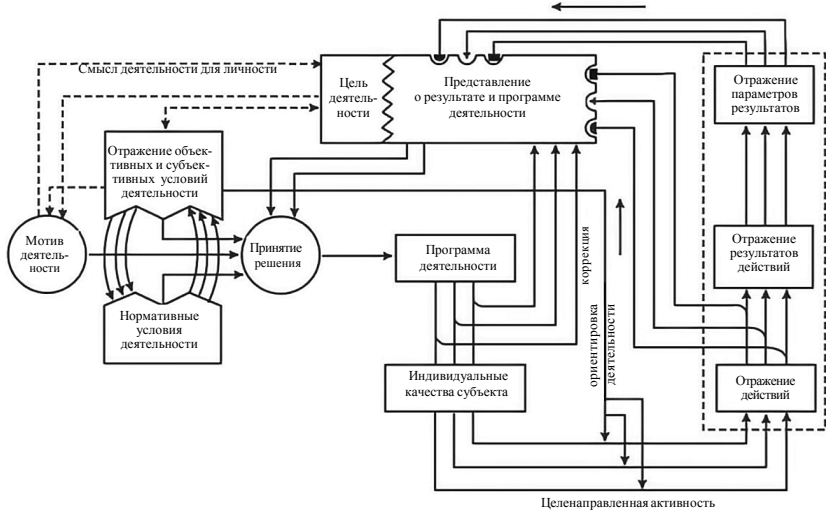 Смысл деятельности для личности
Цель
деятель-
ности
Представление
о результате и программе
деятельности
Отражение
параметров
результатов
Отражение объек-
тивных и субъек-
тивных условий
деятельности
Мотив
деятель-
ности
Принятие
решения
Программа
деятельности
Отражение
результатов
действий
Нормативные
условия
деятельности
коррекция
ориентировка
деятельности
Индивидуальные
качества субъекта
Отражение
действий
Целенаправленная активность